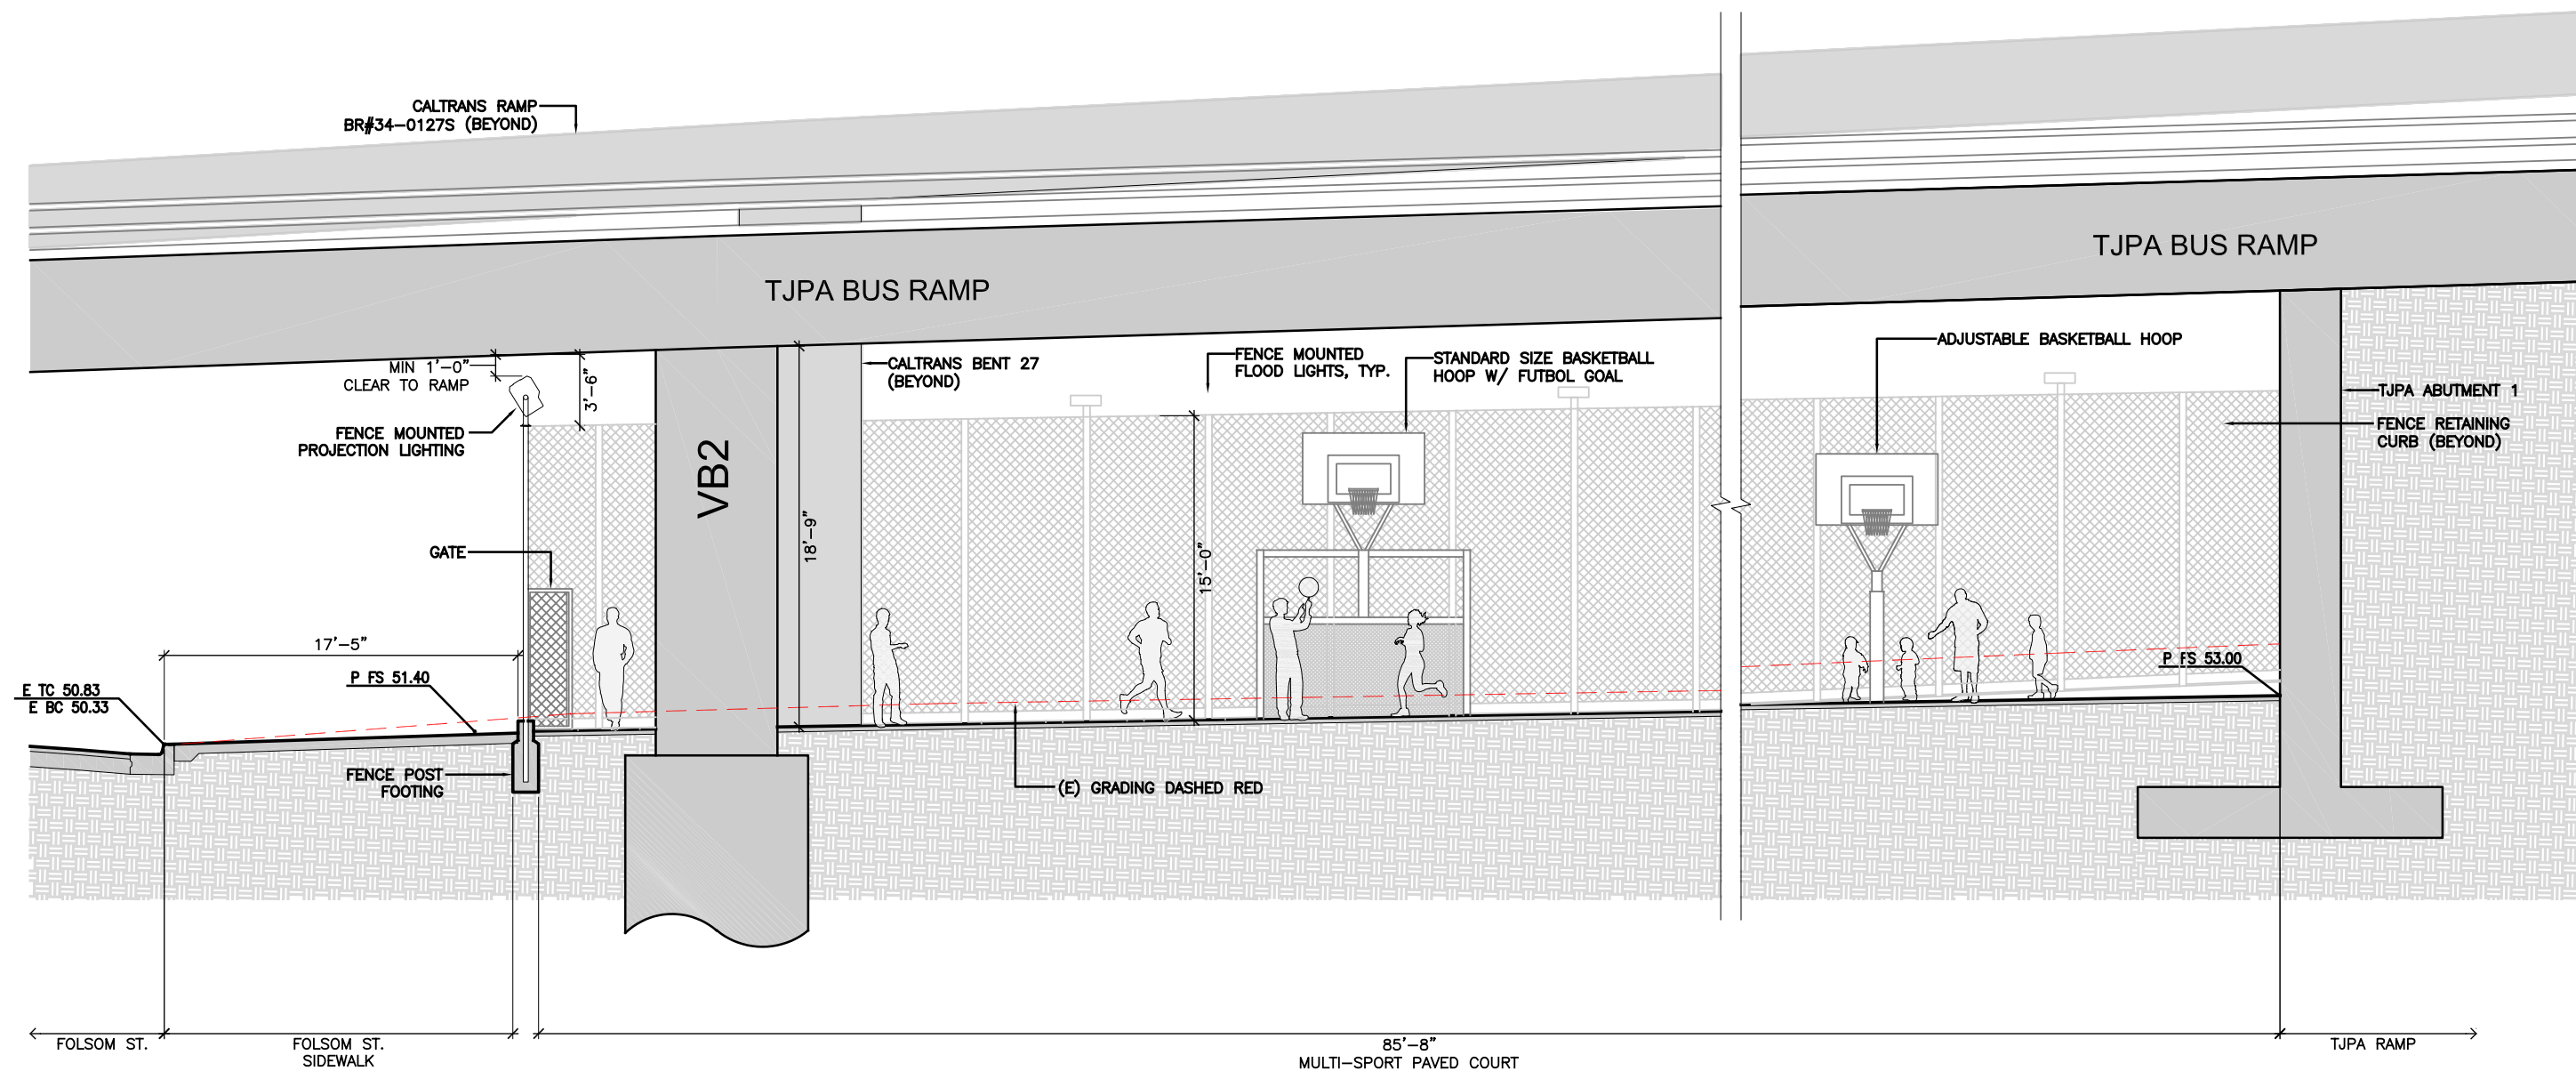 CALTRANS RAMP
BR#34-0127S (BEYOND)
TJPA BUS RAMP
TJPA BUS RAMP
MIN 1'-0"
CLEAR TO RAMP
3'-6"
FENCE MOUNTED
PROJECTION LIGHTING
VB2
18'-9"
CALTRANS BENT 27
(BEYOND)
FENCE MOUNTED
FLOOD LIGHTS, TYP.
STANDARD SIZE BASKETBALL
HOOP W/ FUTBOL GOAL
ADJUSTABLE BASKETBALL HOOP
TJPA ABUTMENT 1
FENCE RETAINING
CURB (BEYOND)
GATE
15'-0"
17'-5"
E TC 50.83
E BC 50.33
P FS 51.40
P FS 53.00
FENCE POST
FOOTING
(E) GRADING DASHED RED
FOLSOM ST.
FOLSOM ST.
SIDEWALK
85'-8"
MULTI-SPORT PAVED COURT
TJPA RAMP